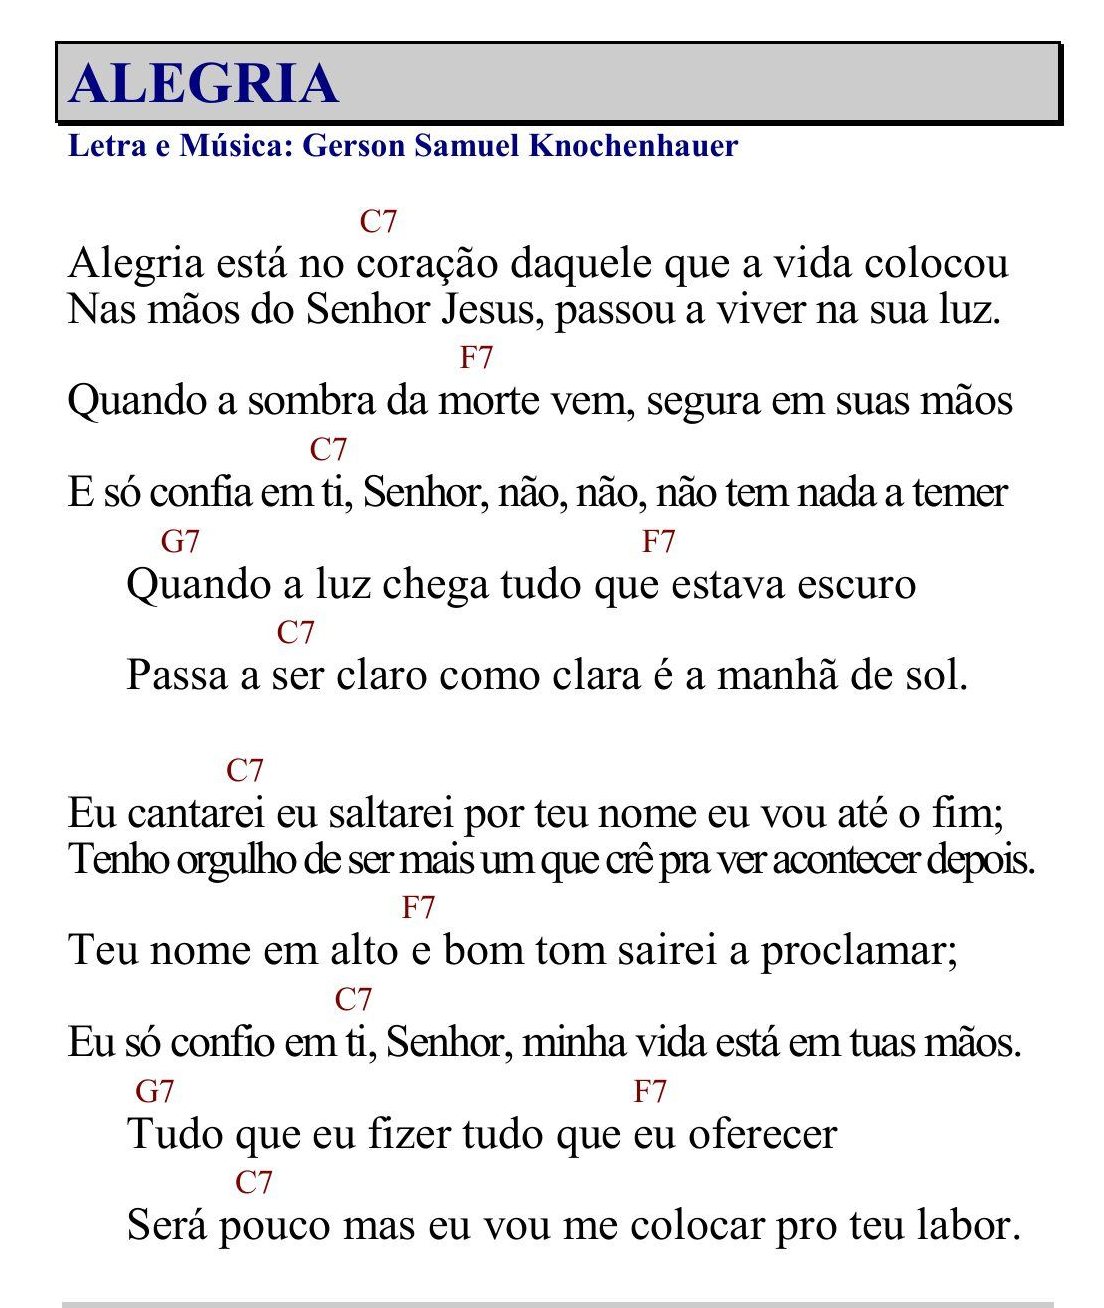 ALEGRIA
Letra e Música: Gerson Samuel Knochenhauer
C7
Alegria está no coração daquele que a vida colocou
Nas mãos do Senhor Jesus, passou a viver na sua luz.
F7
Quando a sombra da morte vem, segura em suas mãos
C7
E só confia em ti, Senhor, não, não, não tem nada a temer
G7 F7
Quando a luz chega tudo que estava escuro
C7
Passa a ser claro como clara é a manhã de sol.
C7
Eu cantarei eu saltarei por teu nome eu vou até o fim;
Tenho orgulho de ser mais um que crê pra ver acontecer depois.
F7
Teu nome em alto e bom tom sairei a proclamar;
C7
Eu só confio em ti, Senhor, minha vida está em tuas mãos.
G7 F7
Tudo que eu fizer tudo que eu oferecer
C7
Será pouco mas eu vou me colocar pro teu labor.